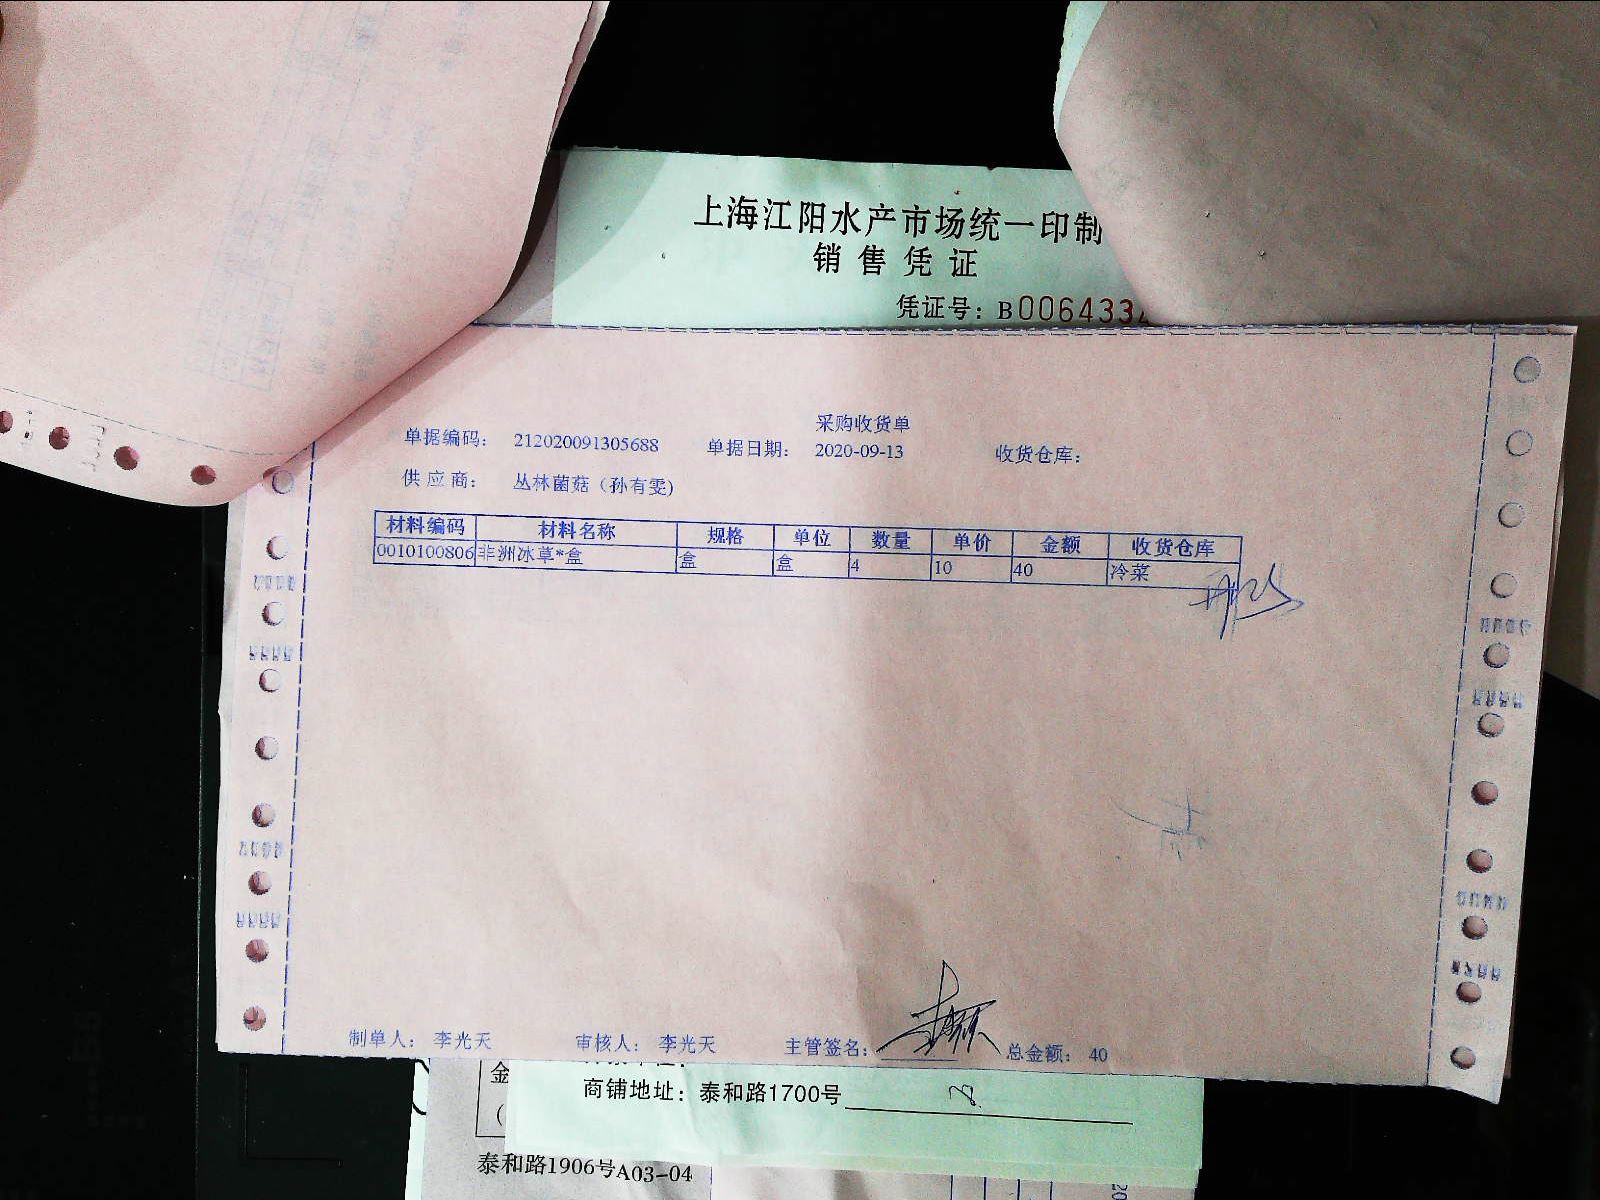 上海江阳水产市场统一印制
销售凭证
凭证号：B0064334
采购收货单
单据编码： 212020091305688 单据日期： 2020-09-13 收货仓库：
供应商： 丛林菌菇（孙有雯）
材料编码 材料名称 规格 单位 数量 单价 金额 收货仓库
0010100806 非洲冰草*盒 盒 盒 4 10 40 冷菜
制单人： 李光天 审核人： 李光天 主管签名： 总金额： 40
金
商铺地址：泰和路1700号
泰和路1906号A03-04